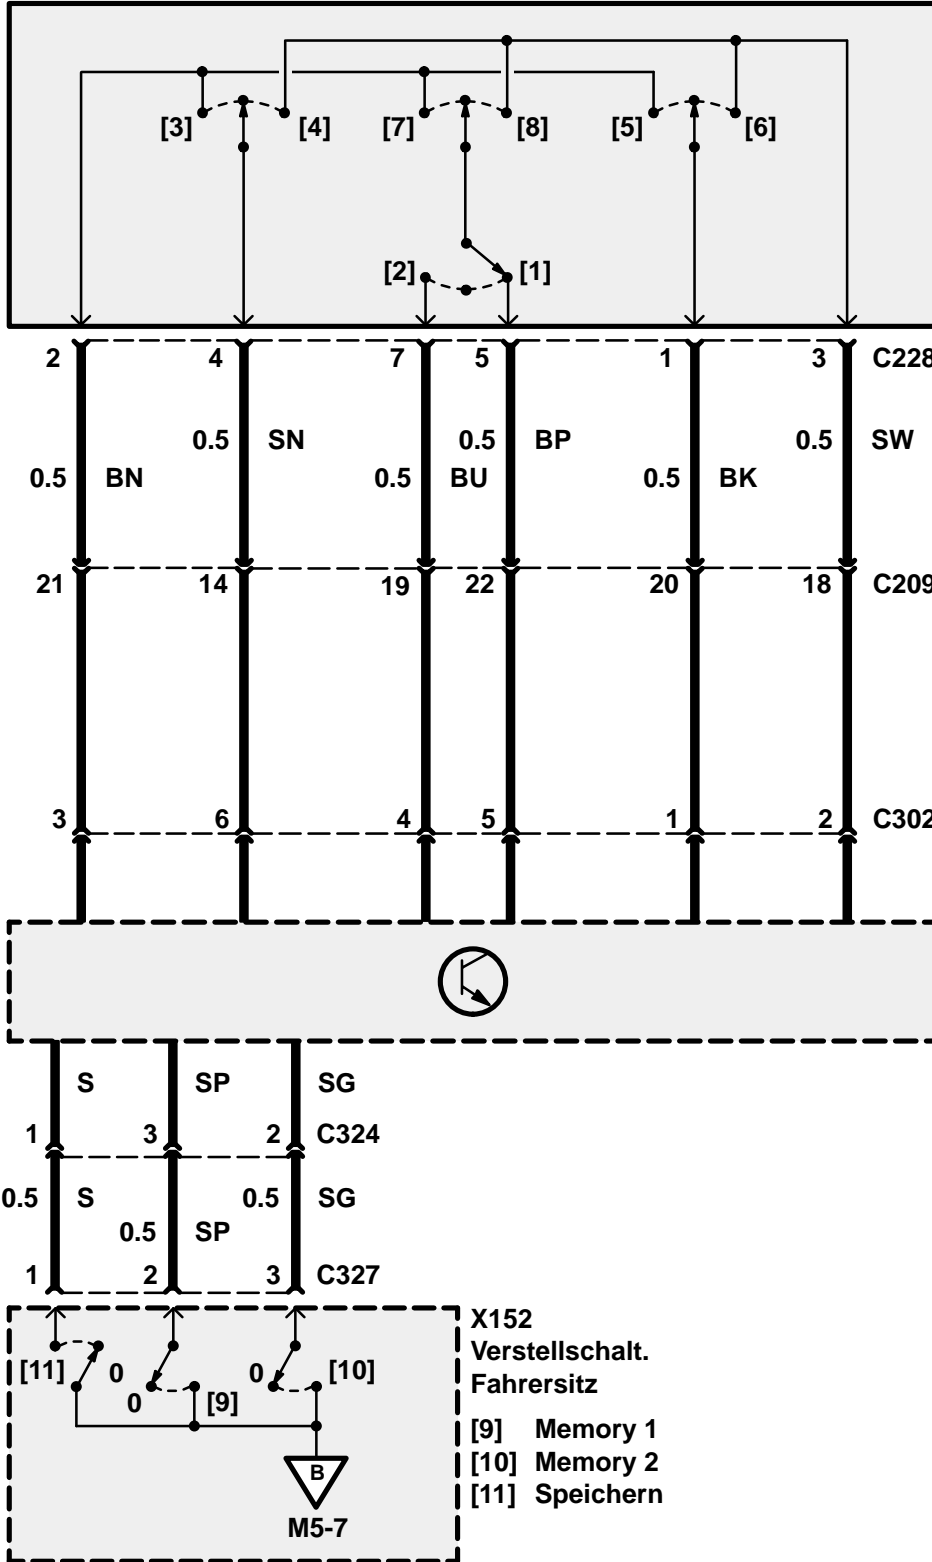 [3] [4] [7] [8] [5] [6]
[2] [1]
2 4 7 5 1 3 C228
0.5 SN 0.5 BP 0.5 SW
0.5 BN 0.5 BU 0.5 BK
21 14 19 22 20 18 C209
3 6 4 5 1 2 C302
S SP SG
1 3 2 C324
0.5 S 0.5 SG
0.5 SP
1 2 3 C327
X152
Verstellschalt.
Fahrersitz
[11] 0 0 [9] 0 [10]
[9] Memory 1
[10] Memory 2
[11] Speichern
B
M5-7